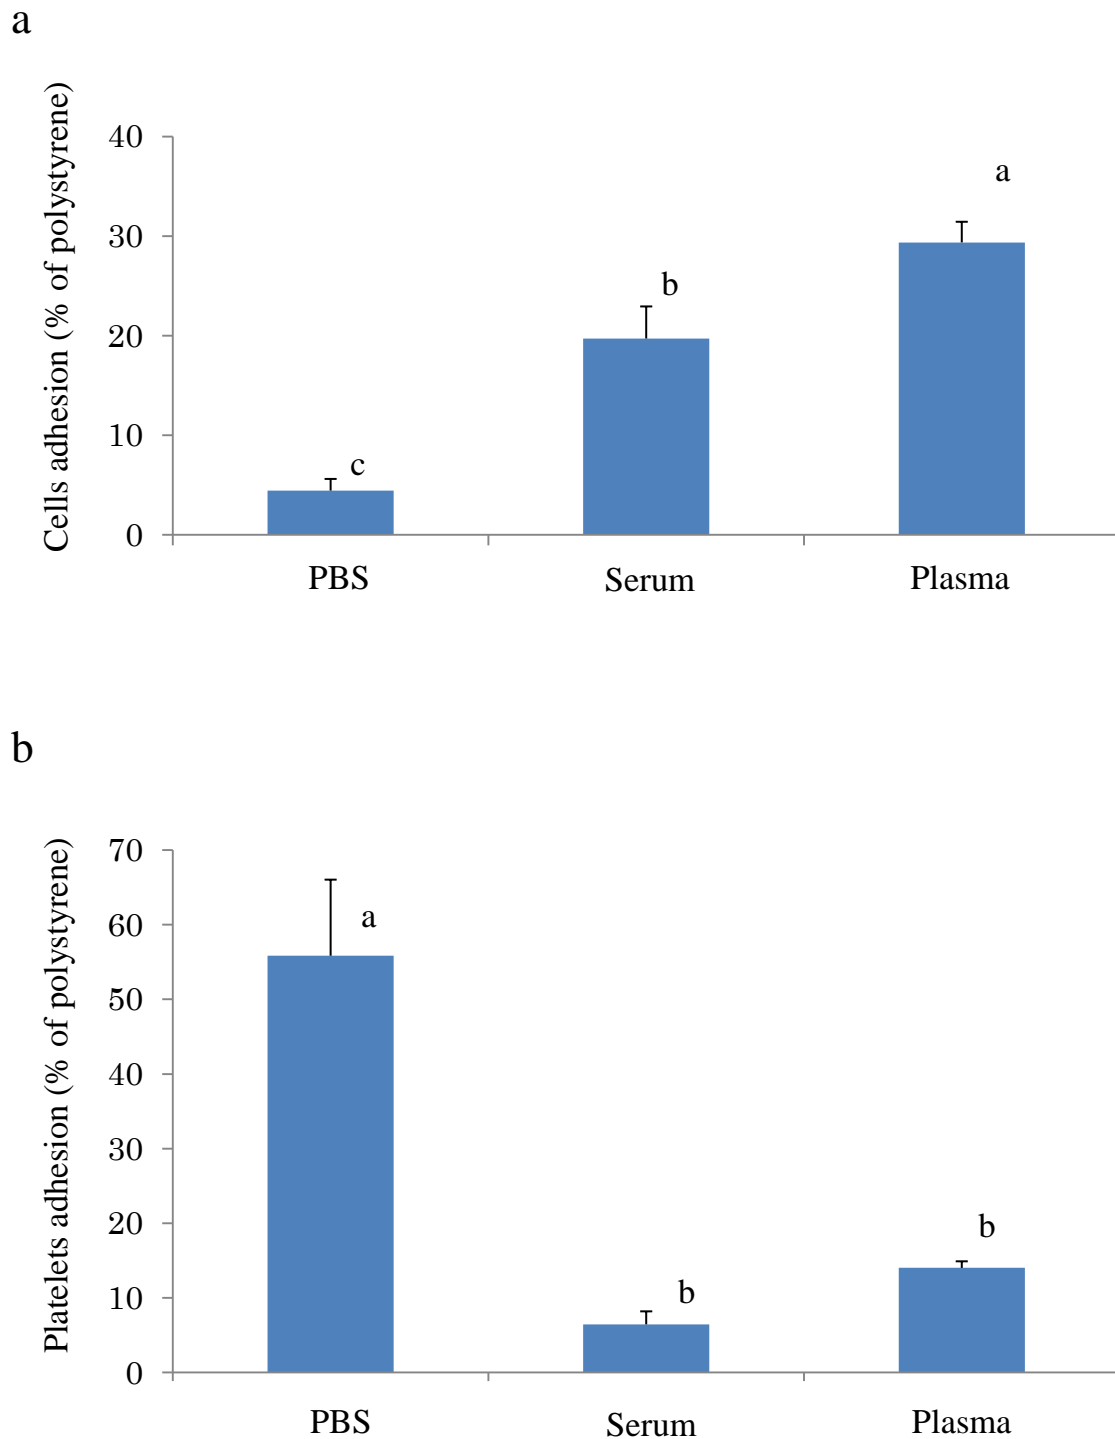 a
Cells adhesion (% of polystyrene)
40
30
20
10
0
a
b
c
PBS
Serum
Plasma
b
Platelets adhesion (% of polystyrene)
70
60
50
40
30
20
10
0
a
b
b
PBS
Serum
Plasma